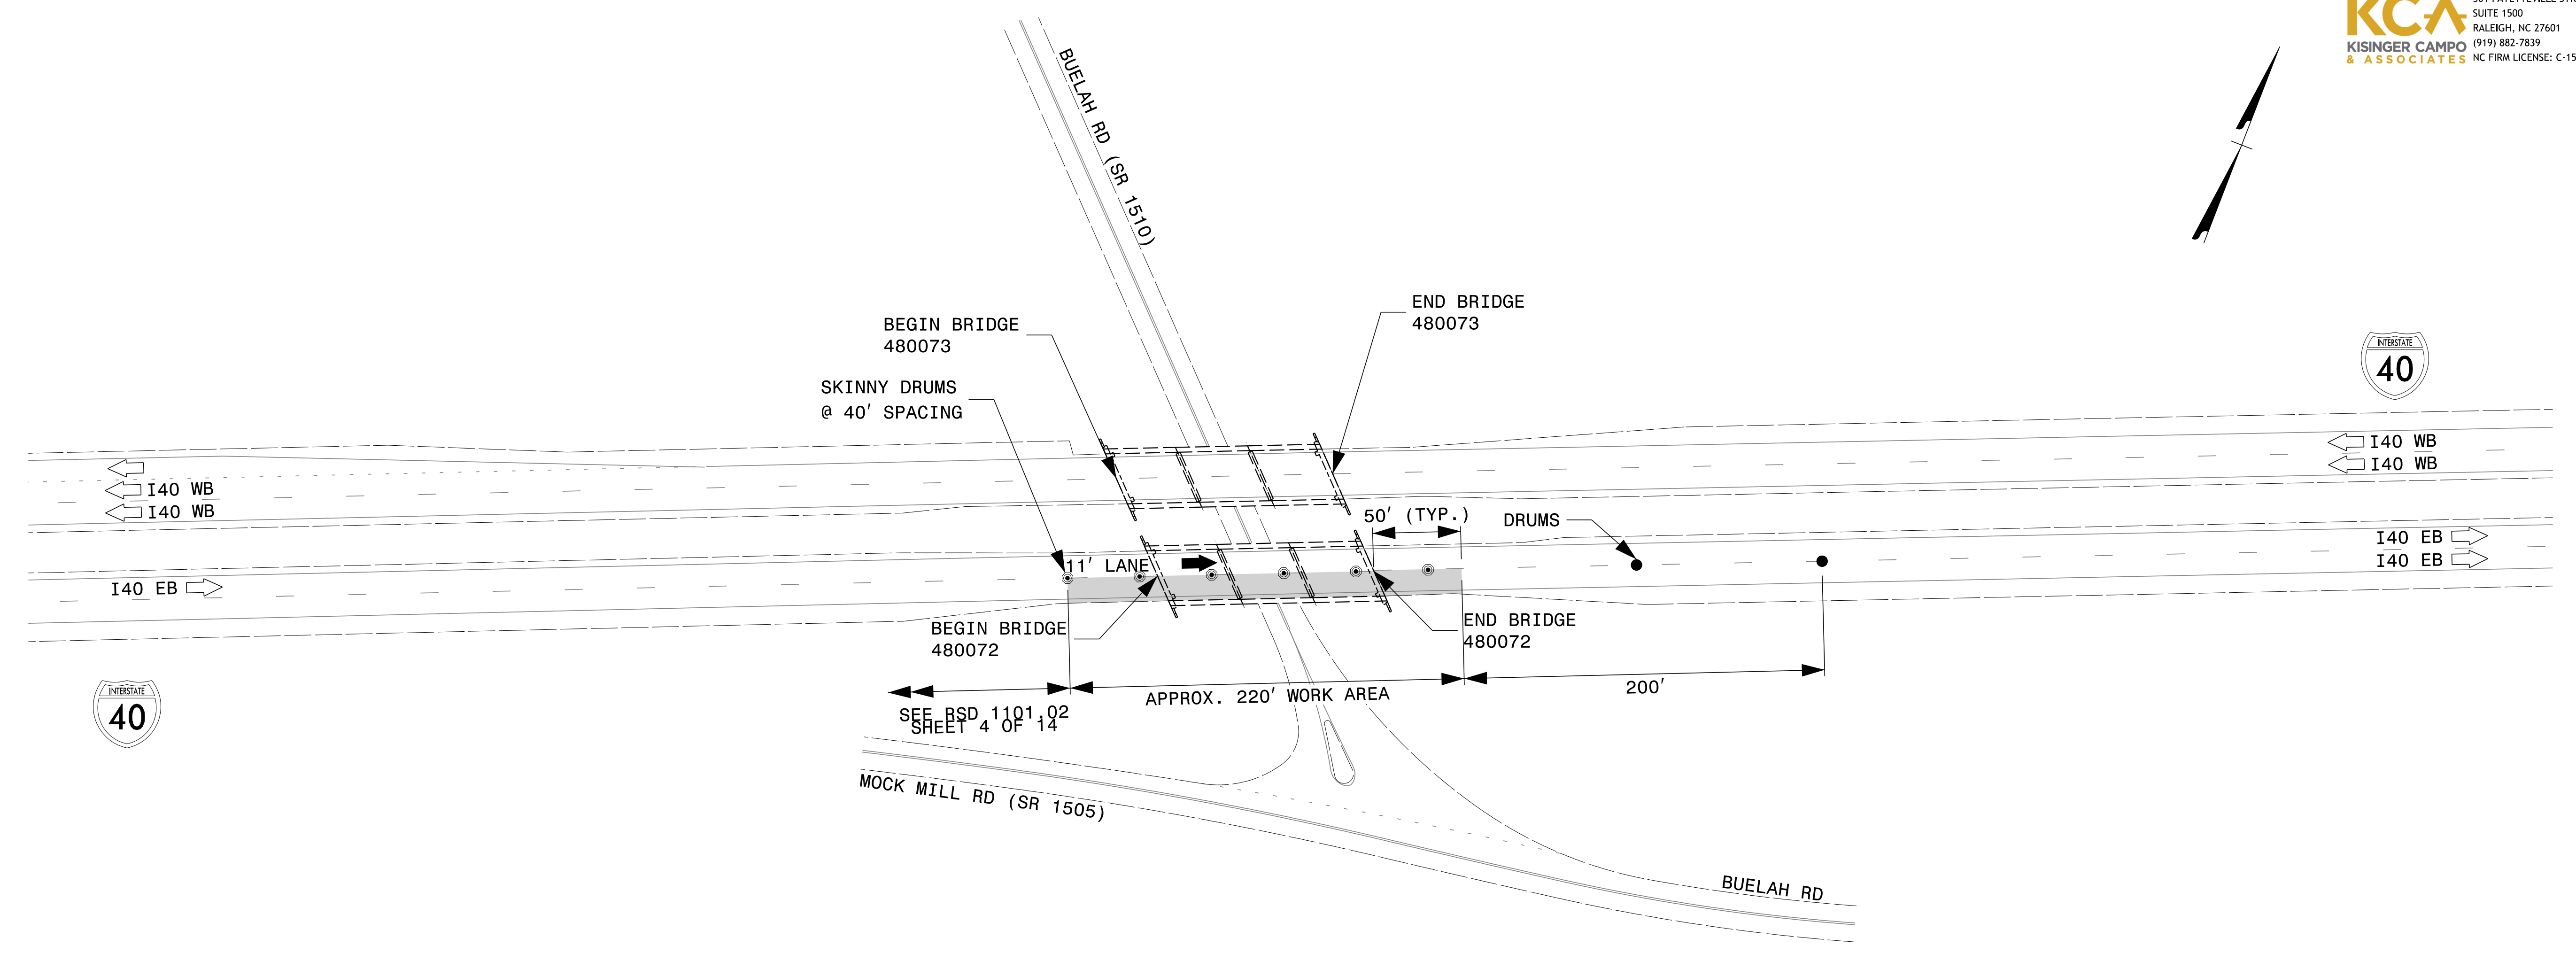 KCA
KISINGER CAMPO
& ASSOCIATES
SUITE 1500
RALEIGH, NC 27601
(919) 882-7839
NC FIRM LICENSE: C-15
BUELAH RD (SR 1510)
BEGIN BRIDGE
480073
END BRIDGE
480073
SKINNY DRUMS
@ 40' SPACING
INTERSTATE
40
I40 WB
I40 WB
I40 WB
I40 WB
50' (TYP.)
DRUMS
11' LANE
I40 EB
I40 EB
I40 EB
BEGIN BRIDGE
480072
END BRIDGE
480072
INTERSTATE
40
SEE RSD 1101.02
SHEET 4 OF 14
APPROX. 220' WORK AREA
200'
MOCK MILL RD (SR 1505)
BUELAH RD